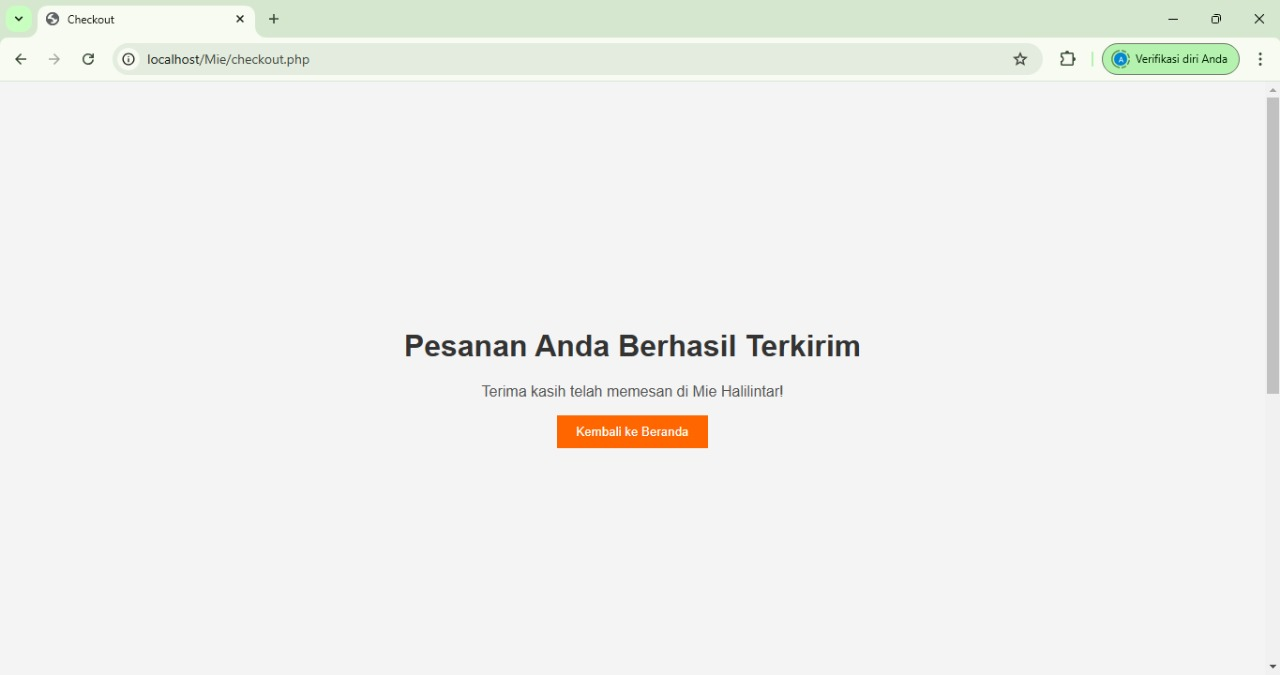 Checkout
localhost/Mie/checkout.php
Verifikasi diri Anda
Pesanan Anda Berhasil Terkirim
Terima kasih telah memesan di Mie Halilintar!
Kembali ke Beranda